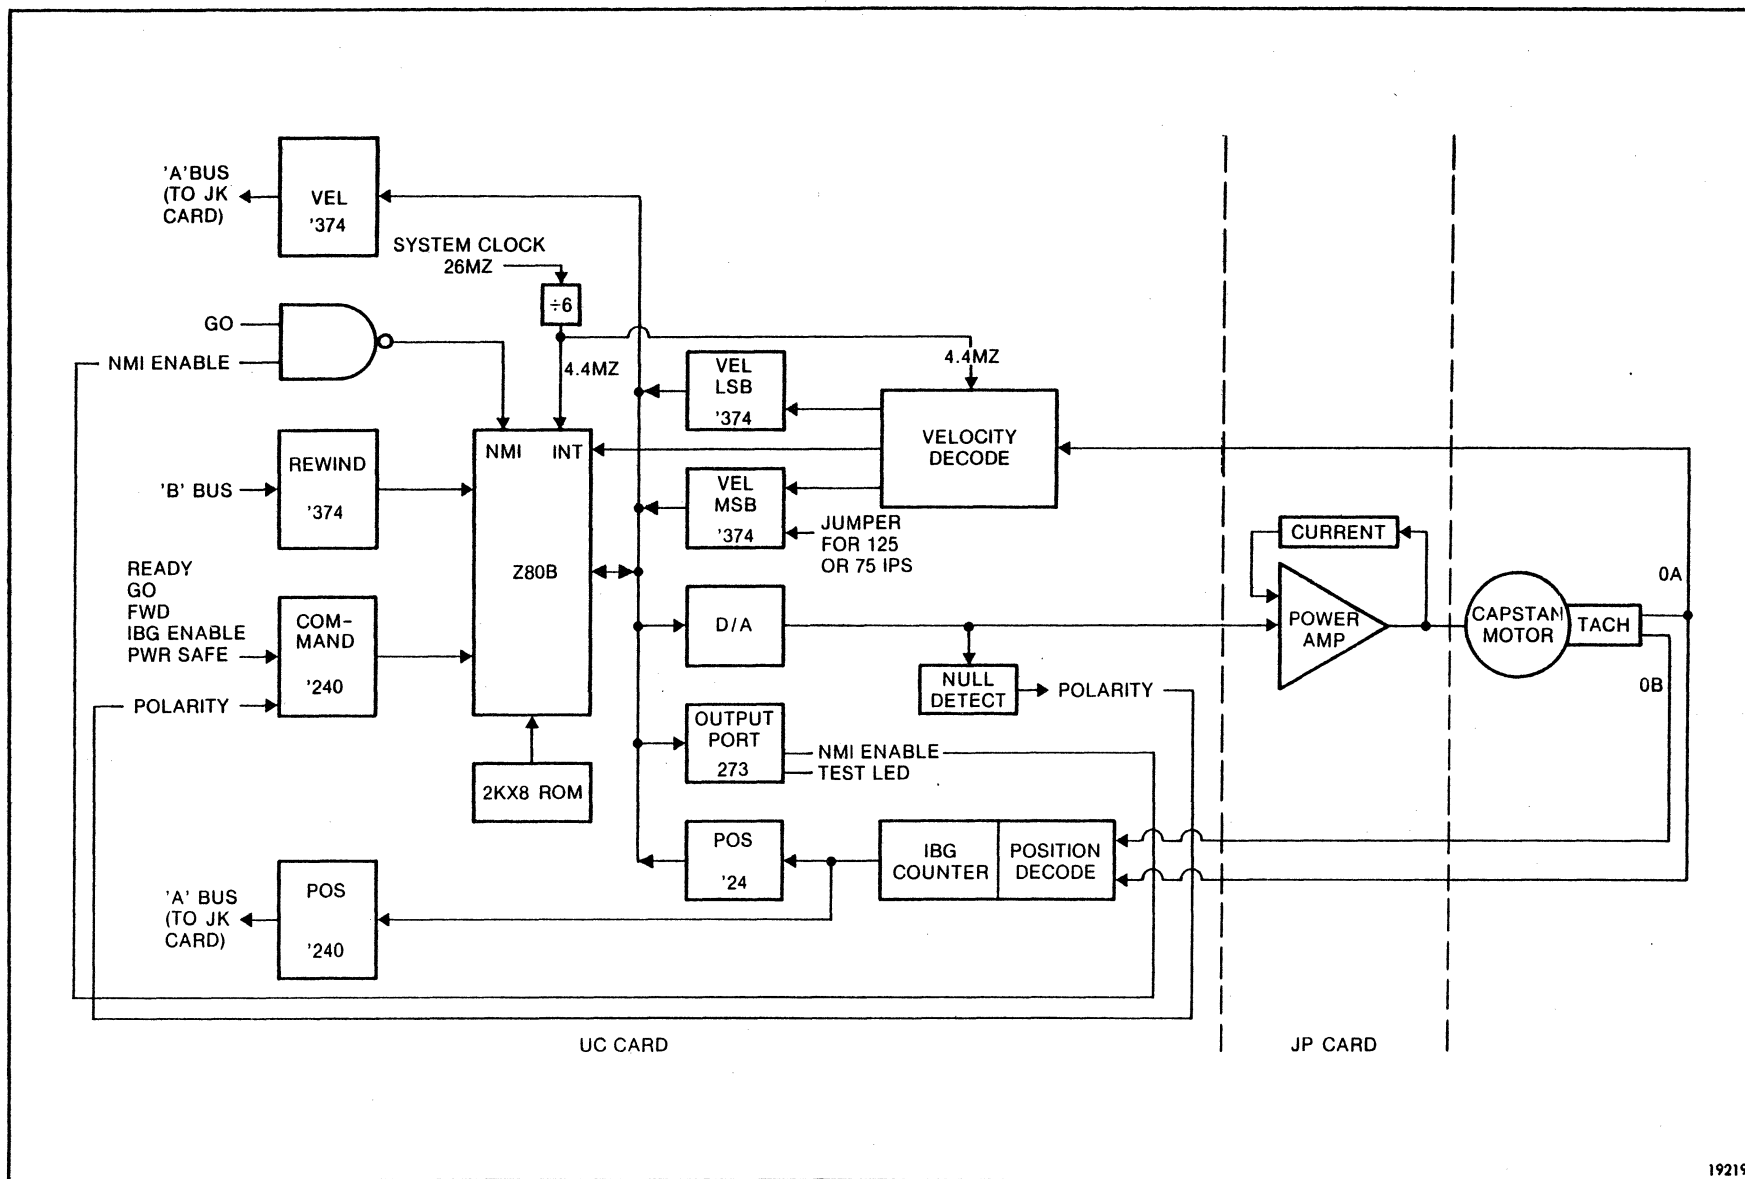 'A'BUS
(TO JK
CARD)
VEL
'374
SYSTEM CLOCK
26MZ
÷6
GO
NMI ENABLE
4.4MZ
4.4MZ
VEL
LSB
'374
VELOCITY
DECODE
NMI INT
REWIND
'374
'B' BUS
VEL
MSB
'374
JUMPER
FOR 125
OR 75 IPS
Z80B
READY
GO
FWD
IBG ENABLE
PWR SAFE
COM-
MAND
'240
POLARITY
D/A
NULL
DETECT
POLARITY
CURRENT
POWER
AMP
CAPSTAN
MOTOR
TACH
0A
0B
OUTPUT
PORT
273
NMI ENABLE
TEST LED
2KX8 ROM
POS
'24
IBG
COUNTER
POSITION
DECODE
'A' BUS
(TO JK
CARD)
POS
'240
UC CARD
JP CARD
19219